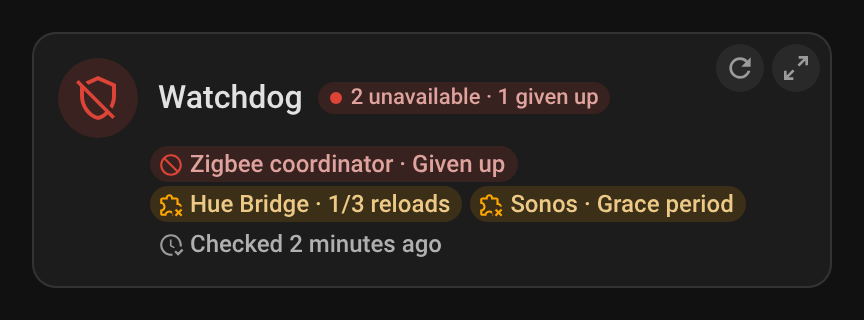 Watchdog 2 unavailable · 1 given up
Zigbee coordinator · Given up
Hue Bridge · 1/3 reloads Sonos · Grace period
Checked 2 minutes ago